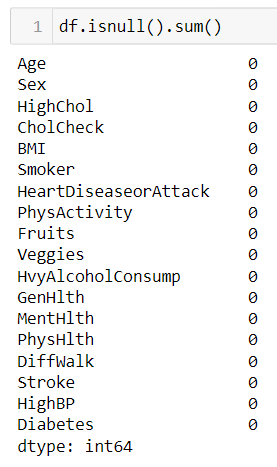 1 df.isnull().sum()
Age 0
Sex 0
HighChol 0
CholCheck 0
BMI 0
Smoker 0
HeartDiseaseorAttack 0
PhysActivity 0
Fruits 0
Veggies 0
HvyAlcoholConsump 0
GenHlth 0
MentHlth 0
PhysHlth 0
DiffWalk 0
Stroke 0
HighBP 0
Diabetes 0
dtype: int64